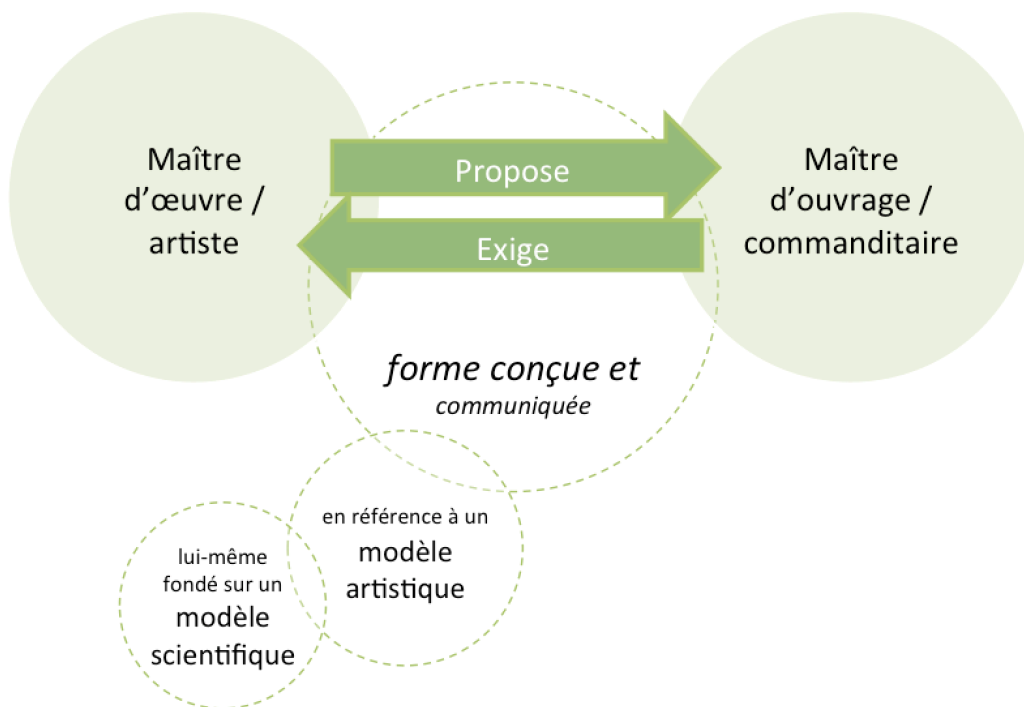 Maître
d’œuvre /
artiste
Propose
Exige
Maître
d’ouvrage /
commanditaire
forme conçue et
communiquée
en référence à un
modèle
artistique
lui-même
fondé sur un
modèle
scientifique